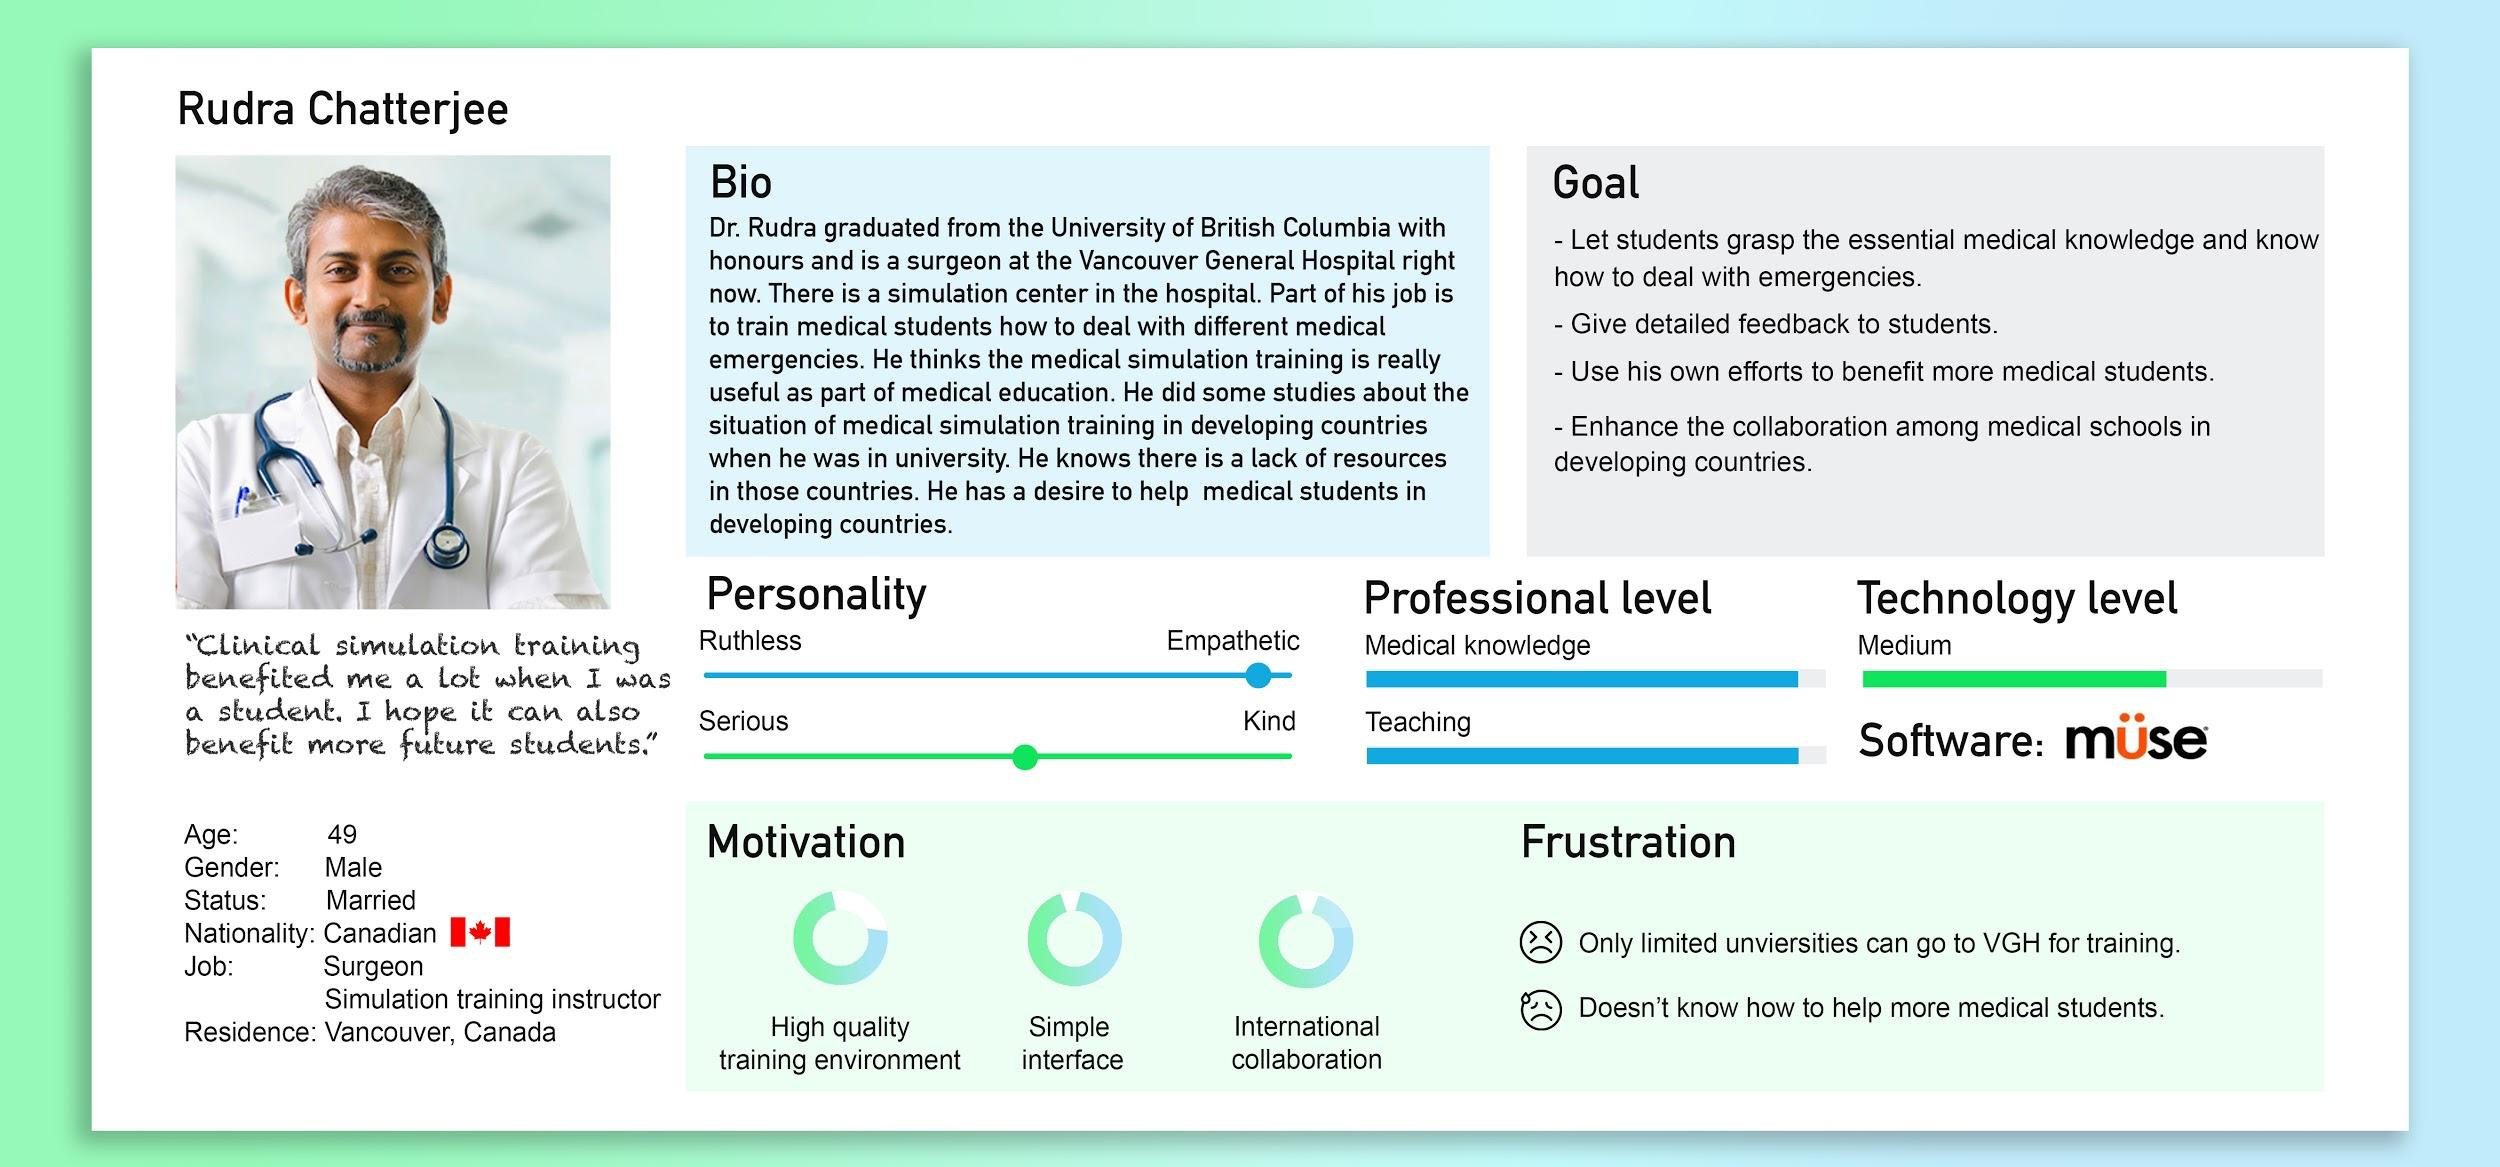 Rudra Chatterjee
“Clinical simulation training
benefited me a lot when I was
a student. I hope it can also
benefit more future students.”
Age: 49
Gender: Male
Status: Married
Nationality: Canadian
Job: Surgeon
Simulation training instructor
Residence: Vancouver, Canada
Bio
Dr. Rudra graduated from the University of British Columbia with
honours and is a surgeon at the Vancouver General Hospital right
now. There is a simulation center in the hospital. Part of his job is
to train medical students how to deal with different medical
emergencies. He thinks the medical simulation training is really
useful as part of medical education. He did some studies about the
situation of medical simulation training in developing countries
when he was in university. He knows there is a lack of resources
in those countries. He has a desire to help  medical students in
developing countries.
Goal
- Let students grasp the essential medical knowledge and know
how to deal with emergencies.
- Give detailed feedback to students.
- Use his own efforts to benefit more medical students.
- Enhance the collaboration among medical schools in
developing countries.
Personality
Ruthless Empathetic
Serious Kind
Professional level
Medical knowledge
Teaching
Technology level
Medium
Software: müse
Motivation
High quality
training environment
Simple
interface
International
collaboration
Frustration
Only limited unviersities can go to VGH for training.
Doesn’t know how to help more medical students.